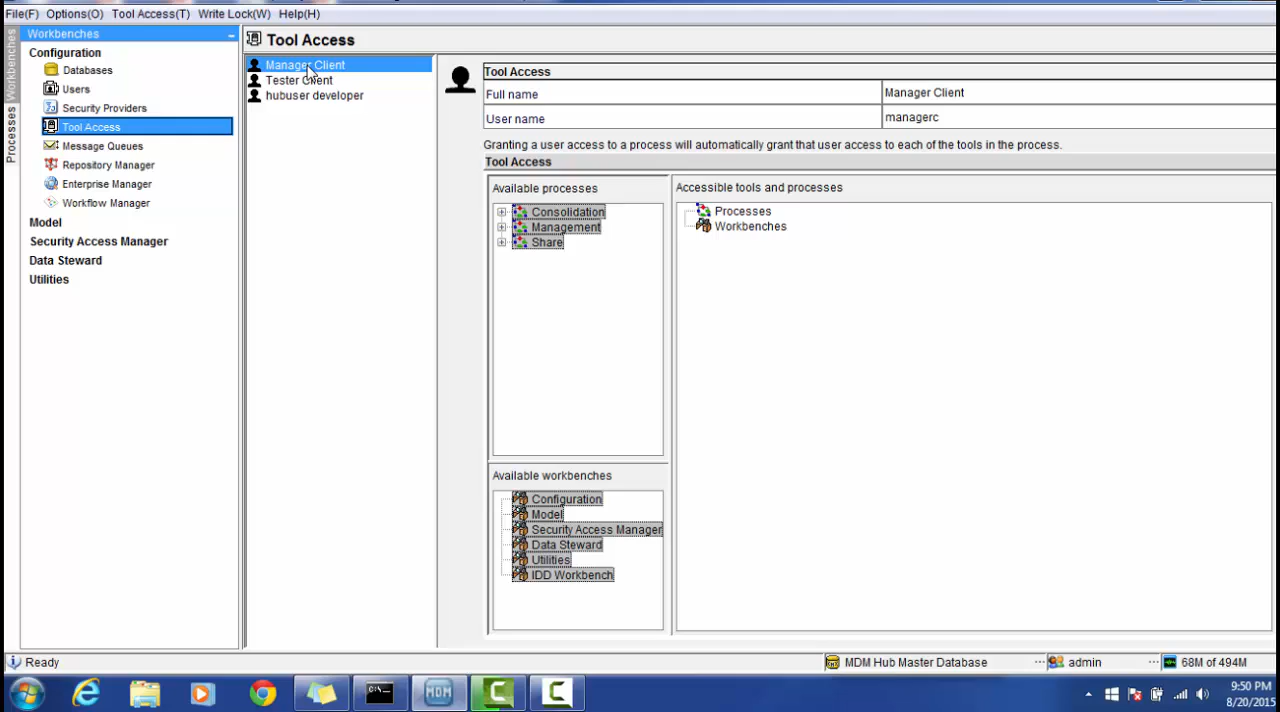 File(F) Options(O) Tool Access(T) Write Lock(W) Help(H)
Workbenches
Processes
Workbenches
Configuration
Databases
Users
Security Providers
Tool Access
Message Queues
Repository Manager
Enterprise Manager
Workflow Manager
Model
Security Access Manager
Data Steward
Utilities
Tool Access
Manager Client
Tester Client
hubuser developer
Tool Access
Full name Manager Client
User name managerc
Granting a user access to a process will automatically grant that user access to each of the tools in the process.
Tool Access
Available processes
Consolidation
Management
Share
Available workbenches
Configuration
Model
Security Access Manager
Data Steward
Utilities
IDD Workbench
Accessible tools and processes
Processes
Workbenches
Ready
MDM Hub Master Database
admin
68M of 494M
C:\_
MDM
9:50 PM
8/20/2015